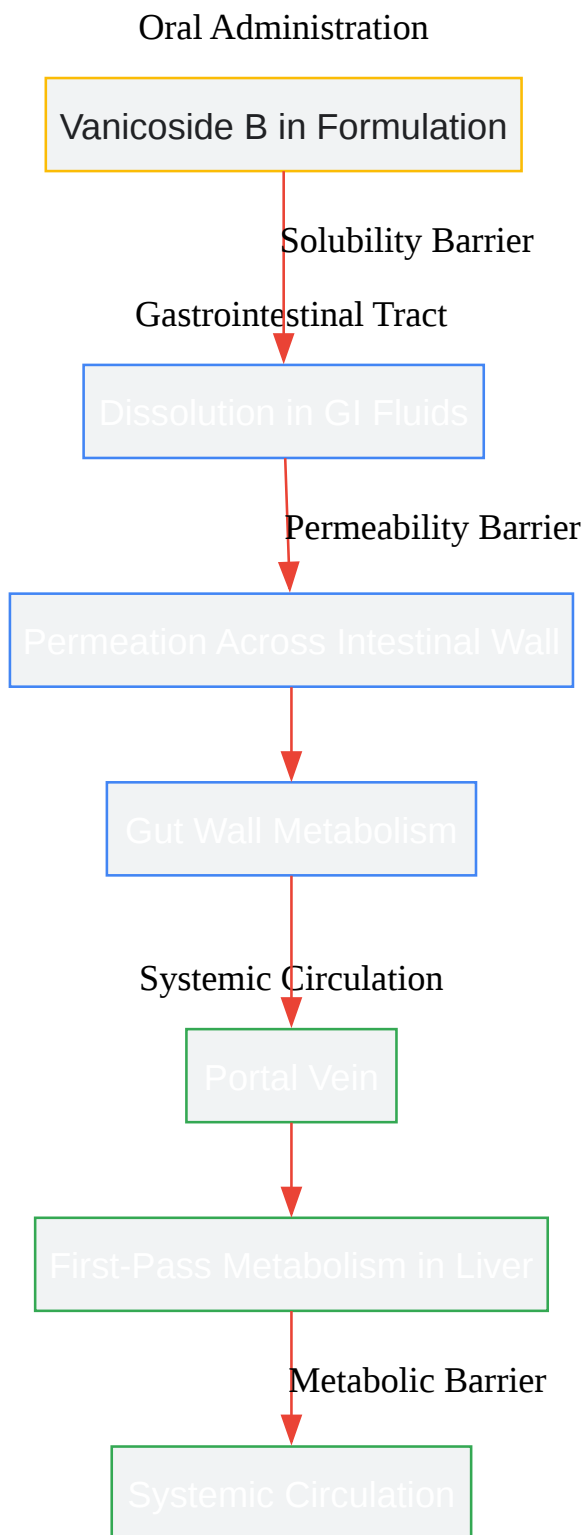 Oral Administration
Vanicoside B in Formulation
Solubility Barrier
Gastrointestinal Tract
Dissolution in GI Fluids
Permeability Barrier
Permeation Across Intestinal Wall
Gut Wall Metabolism
Systemic Circulation
Portal Vein
First-Pass Metabolism in Liver
Metabolic Barrier
Systemic Circulation